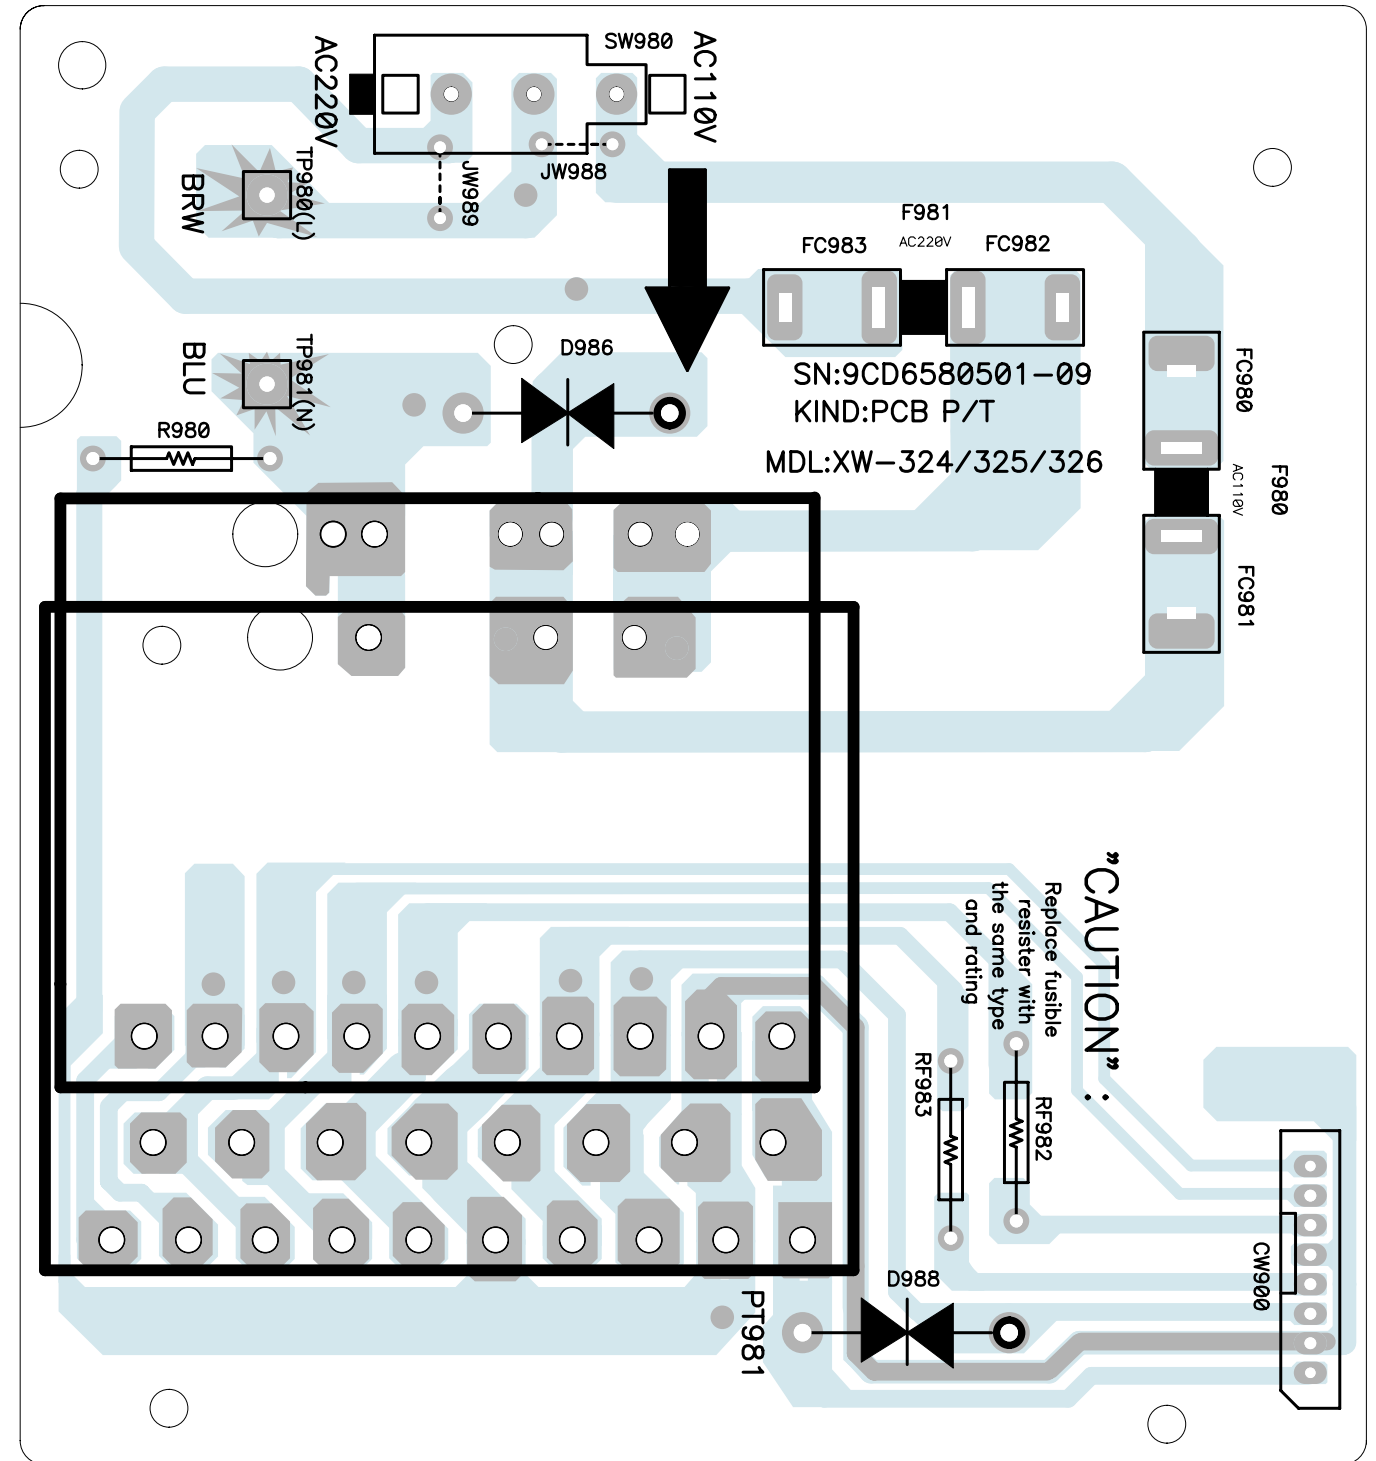 AC220V
SW980
AC110V
JW988
JW989
TP980(L)
BRW
F981
AC220V
FC983
FC982
TP981(N)
BLU
D986
R980
SN:9CD6580501-09
KIND:PCB P/T
MDL:XW-324/325/326
FC980
AC110V
F980
FC981
"CAUTION" :
Replace fusible
resister with
the same type
and rating
RF983
RF982
CW900
D988
PT981